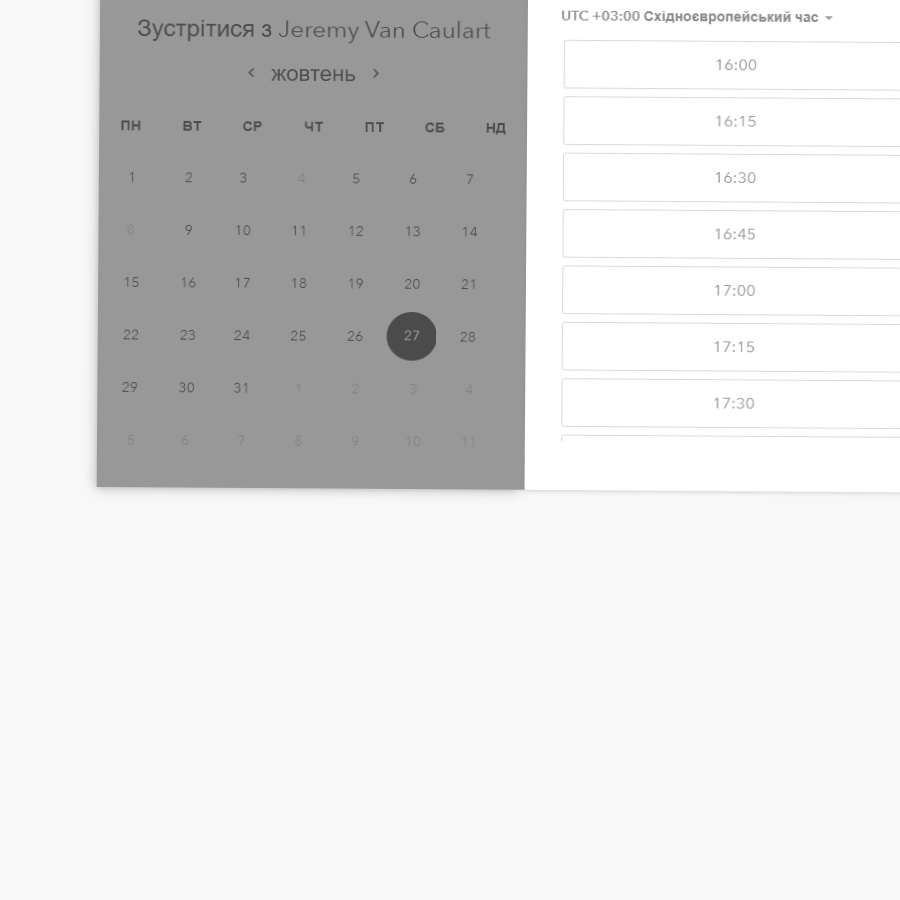 Зустрітися з Jeremy Van Caulart
жовтень
ПН ВТ СР ЧТ ПТ СБ НД
1 2 3 4 5 6 7
8 9 10 11 12 13 14
15 16 17 18 19 20 21
22 23 24 25 26 27 28
29 30 31 1 2 3 4
5 6 7 8 9 10 11
UTC +03:00 Східноєвропейський час
16:00
16:15
16:30
16:45
17:00
17:15
17:30